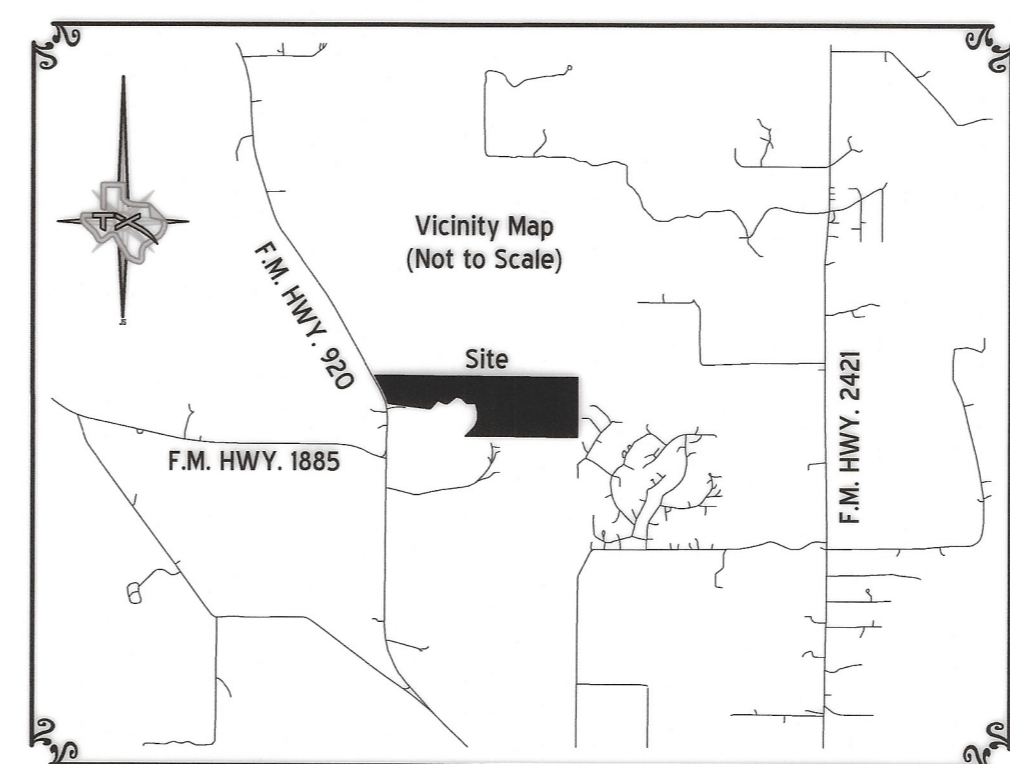 Vicinity Map
(Not to Scale)
TX
F.M. HWY. 920
Site
F.M. HWY. 2421
F.M. HWY. 1885